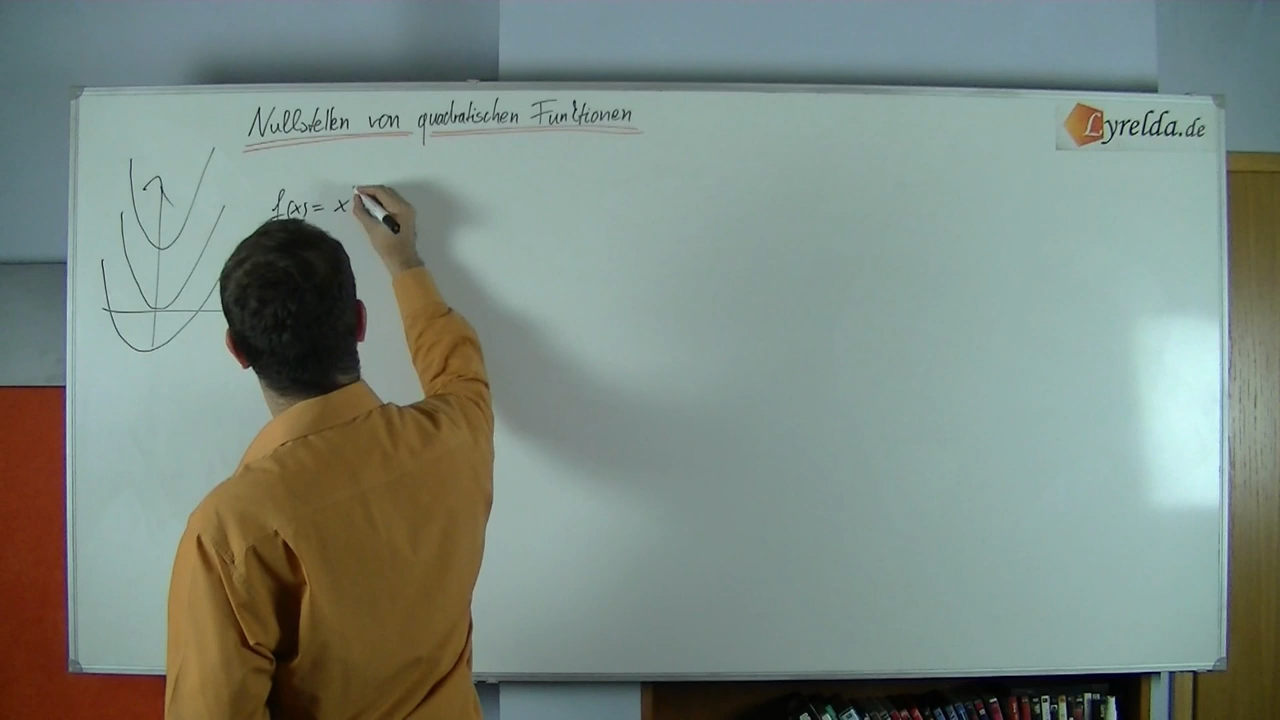 Nullstellen von quadratischen Funktionen
Lyrelda.de
f(x) = x